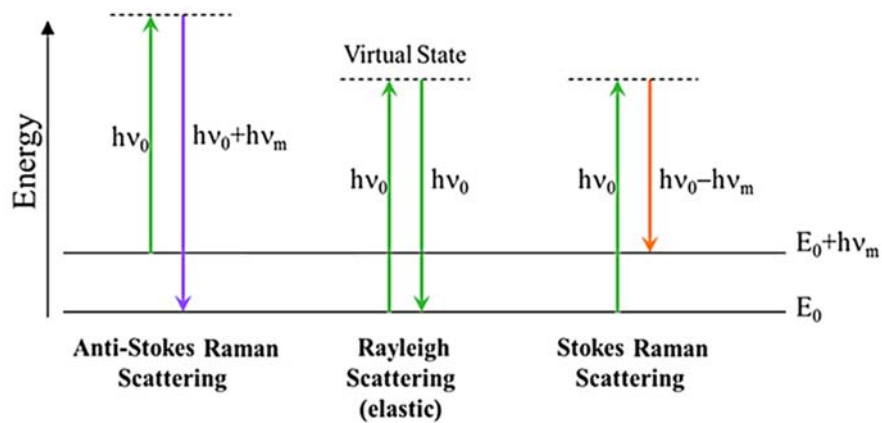 Virtual State
Energy
hν₀
hν₀+hνₘ
hν₀
hν₀
hν₀
hν₀–hνₘ
E₀+hνₘ
E₀
Anti-Stokes Raman
Scattering
Rayleigh
Scattering
(elastic)
Stokes Raman
Scattering